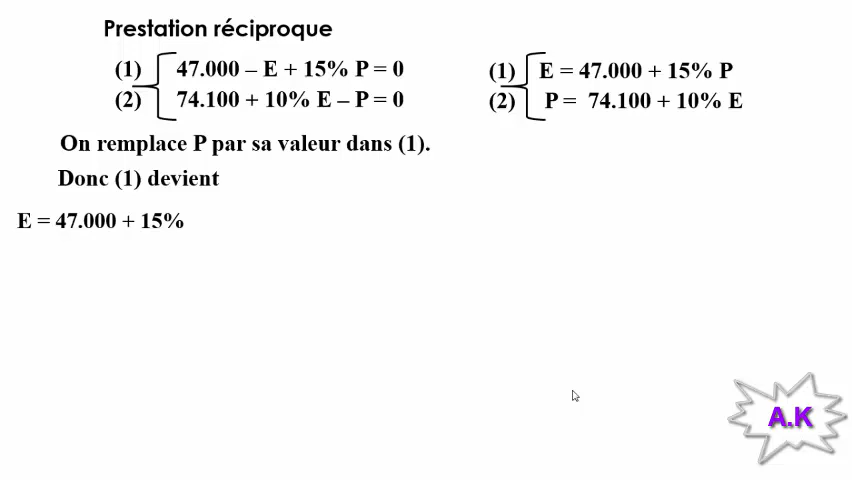 Prestation réciproque
(1) 47.000 – E + 15% P = 0
(2) 74.100 + 10% E – P = 0
(1) E = 47.000 + 15% P
(2) P = 74.100 + 10% E
On remplace P par sa valeur dans (1).
Donc (1) devient
E = 47.000 + 15%
A.K